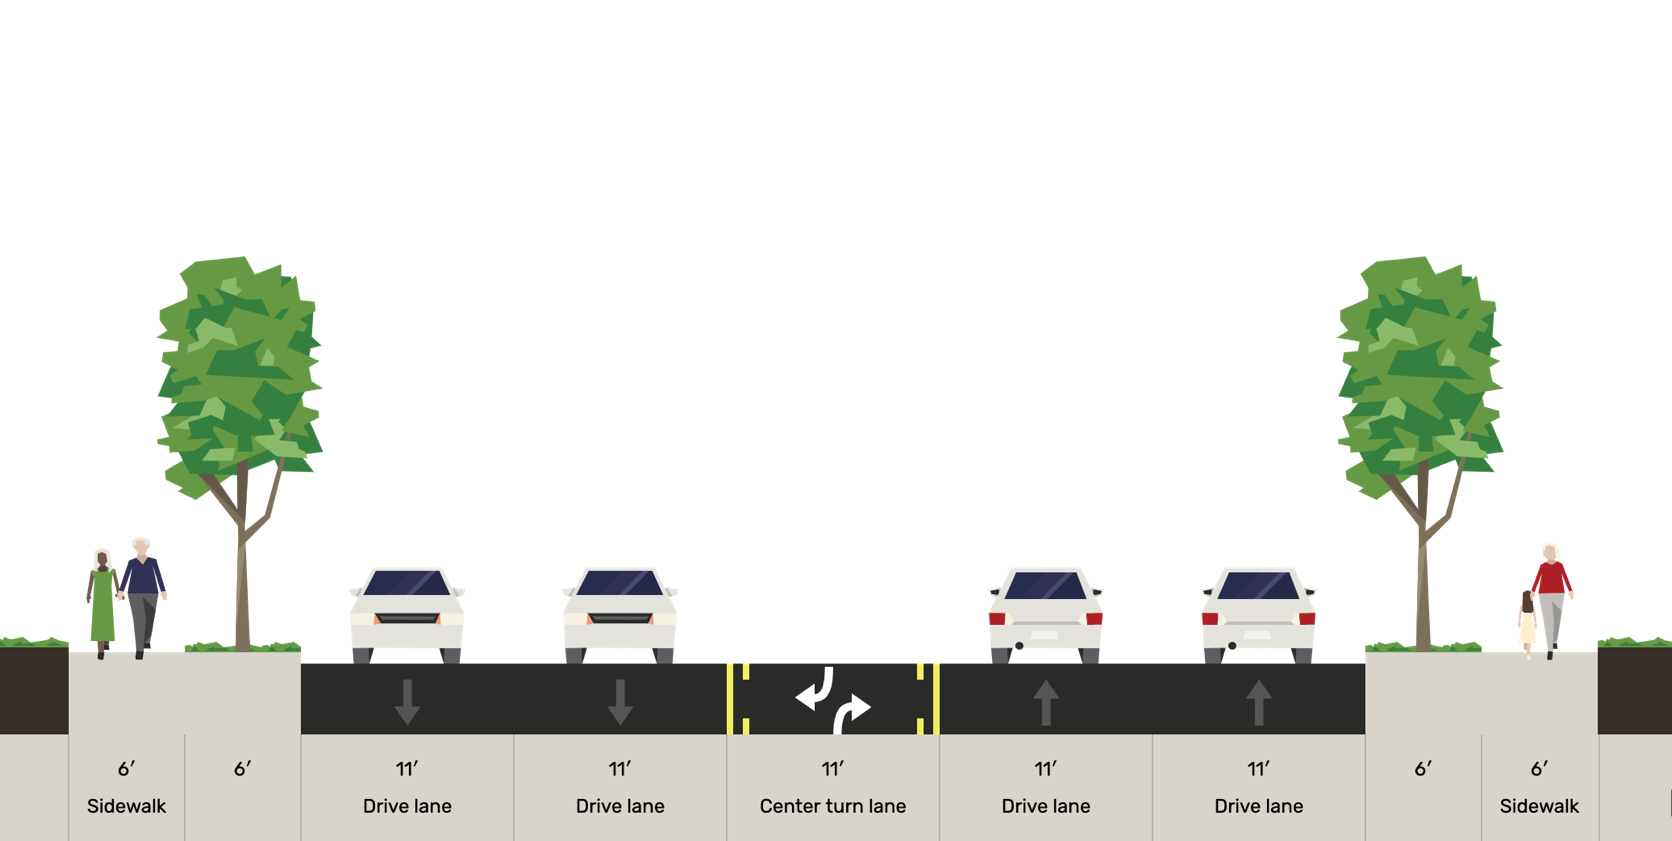 6′ 6′ 11′ 11′ 11′ 11′ 11′ 6′ 6′
Sidewalk Drive lane Drive lane Center turn lane Drive lane Drive lane Sidewalk